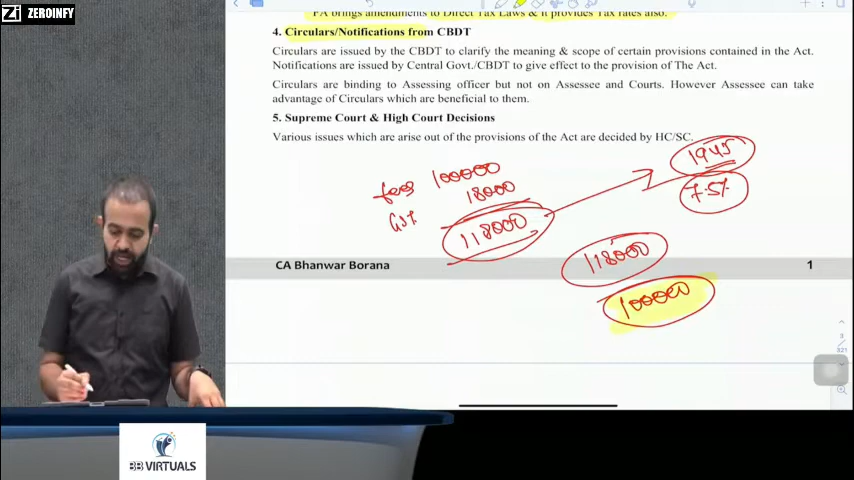 Zi ZEROINFY
FA brings amendments to Direct Tax Laws & it provides Tax rates also.
4. Circulars/Notifications from CBDT
Circulars are issued by the CBDT to clarify the meaning & scope of certain provisions contained in the Act.
Notifications are issued by Central Govt./CBDT to give effect to the provision of The Act.
Circulars are binding to Assessing officer but not on Assessee and Courts. However Assessee can take
advantage of Circulars which are beneficial to them.
5. Supreme Court & High Court Decisions
Various issues which are arise out of the provisions of the Act are decided by HC/SC.
fees 100000
18000
GST
118000
194J
7.5%
118000
100000
CA Bhanwar Borana 1
BB VIRTUALS